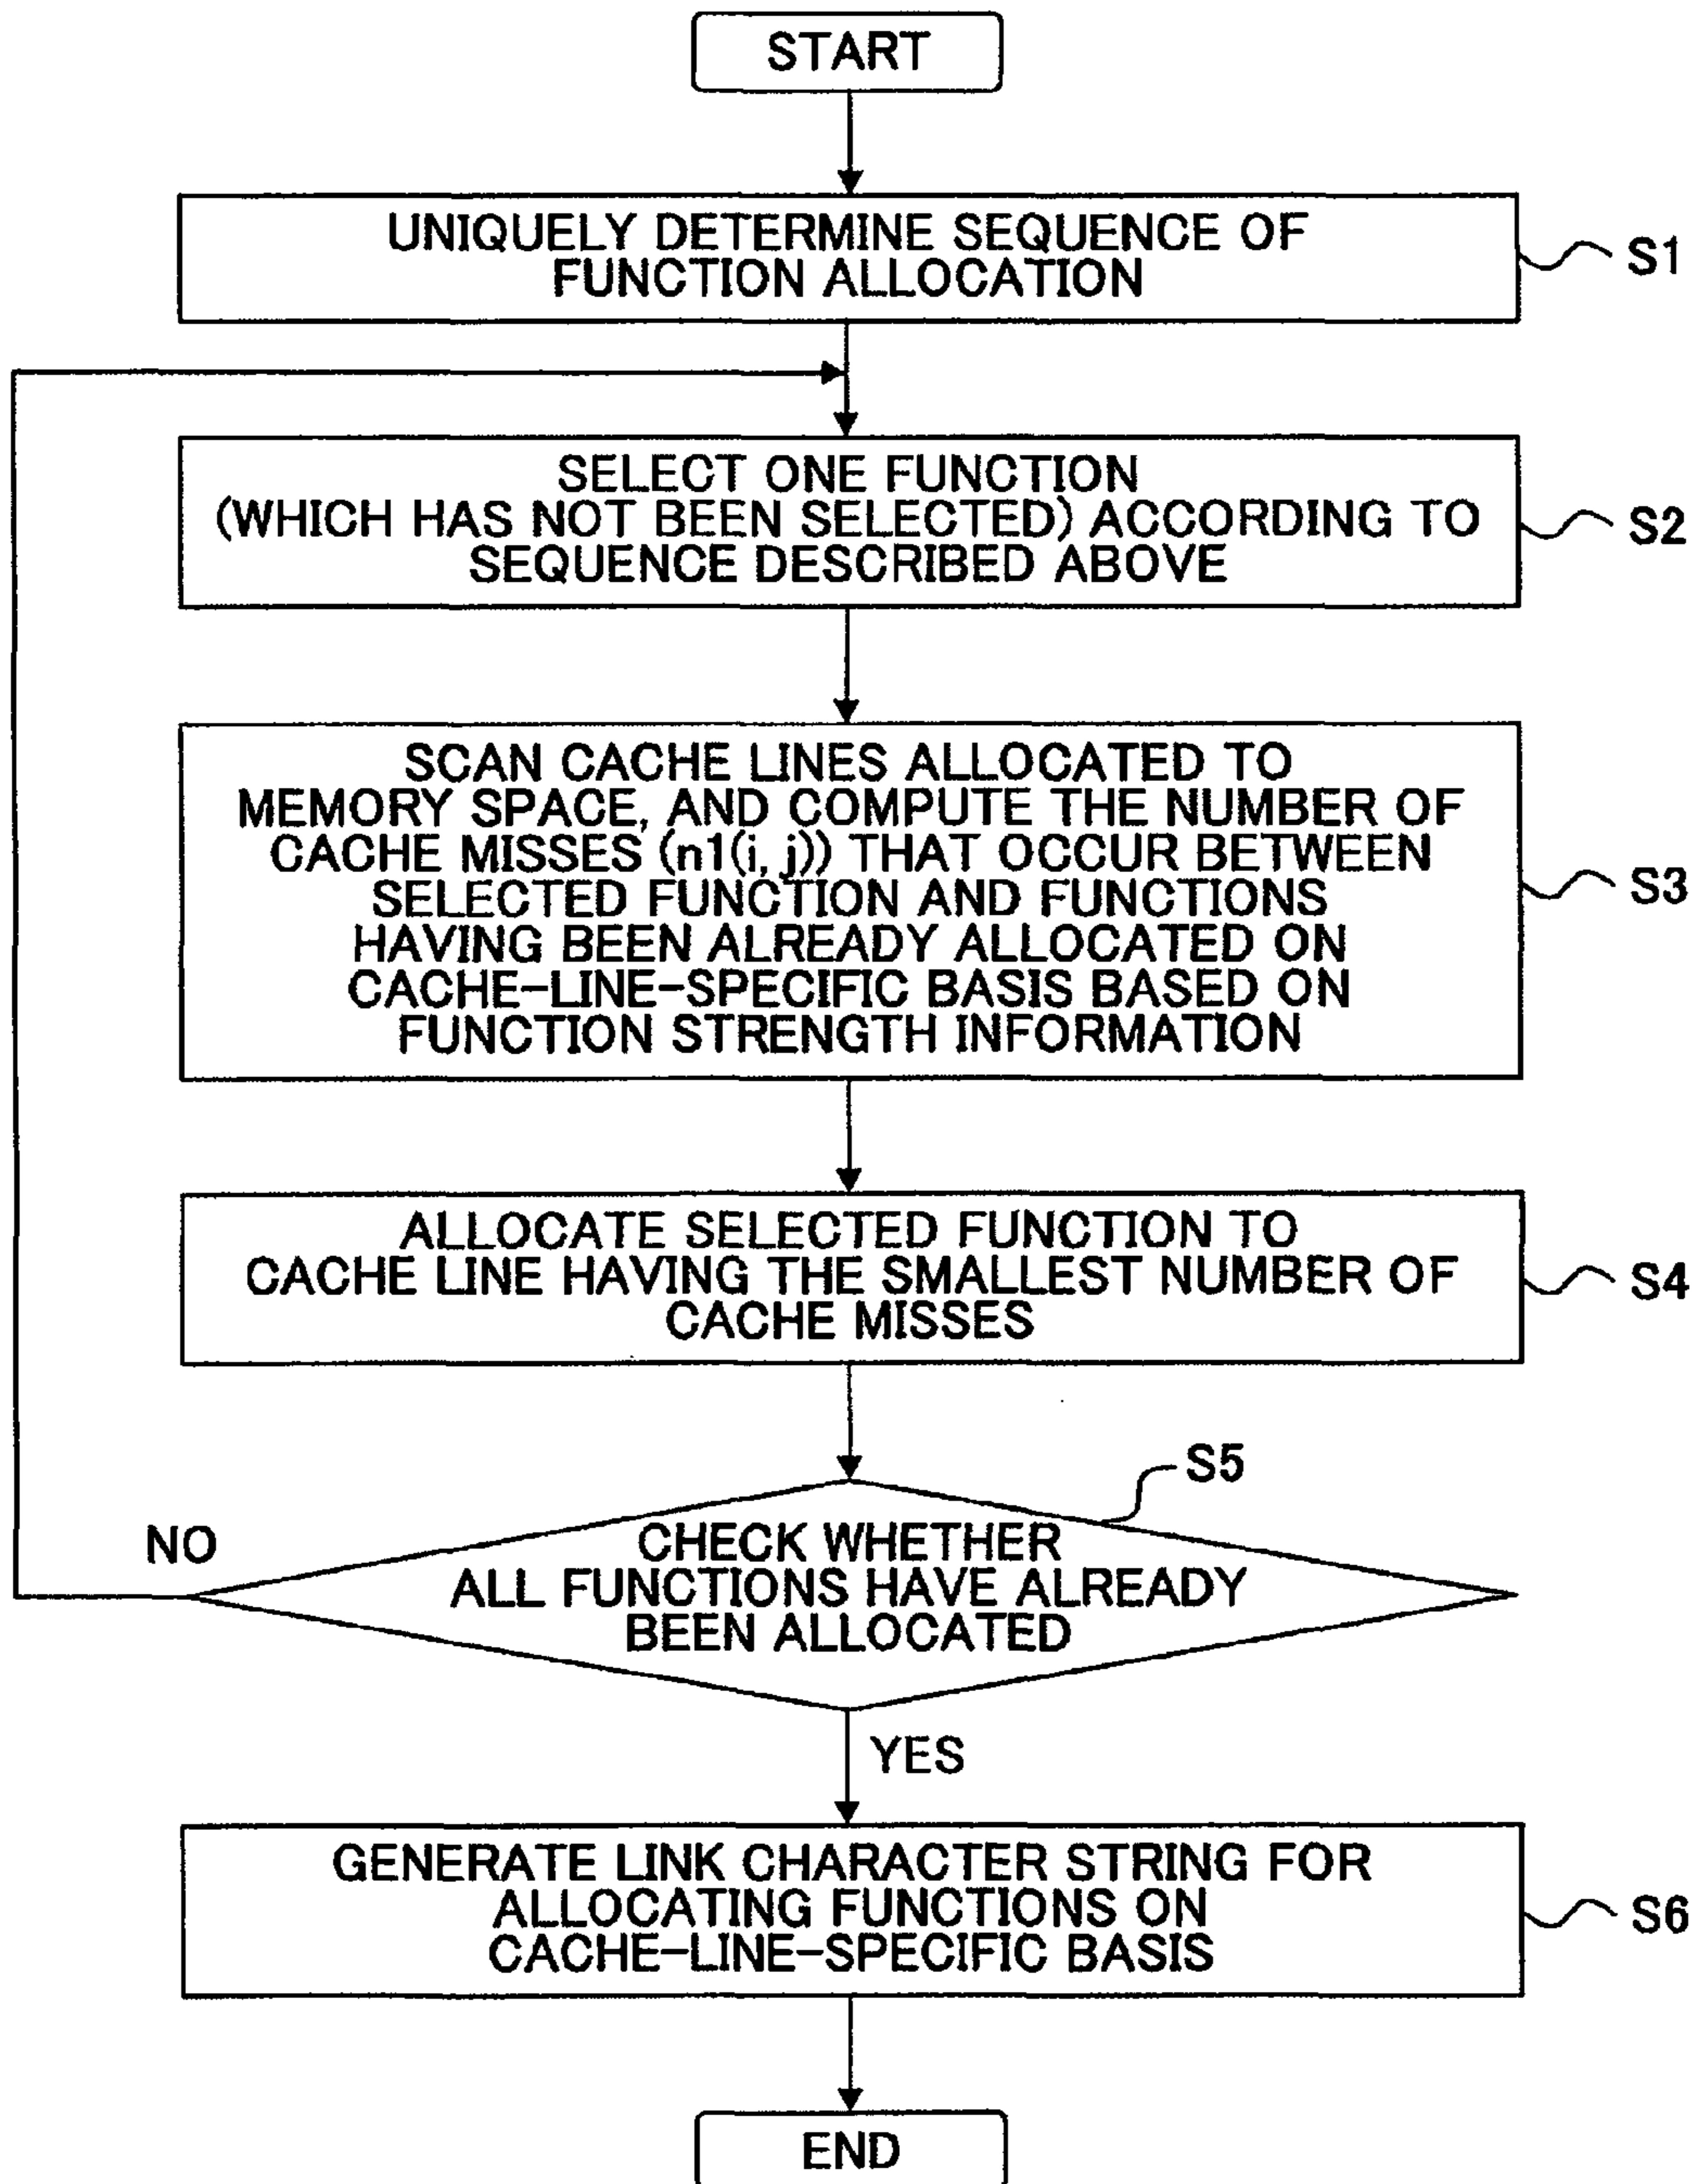 START
UNIQUELY DETERMINE SEQUENCE OF
FUNCTION ALLOCATION
S1
SELECT ONE FUNCTION
(WHICH HAS NOT BEEN SELECTED) ACCORDING TO
SEQUENCE DESCRIBED ABOVE
S2
SCAN CACHE LINES ALLOCATED TO
MEMORY SPACE, AND COMPUTE THE NUMBER OF
CACHE MISSES (n1(i, j)) THAT OCCUR BETWEEN
SELECTED FUNCTION AND FUNCTIONS
HAVING BEEN ALREADY ALLOCATED ON
CACHE-LINE-SPECIFIC BASIS BASED ON
FUNCTION STRENGTH INFORMATION
S3
ALLOCATE SELECTED FUNCTION TO
CACHE LINE HAVING THE SMALLEST NUMBER OF
CACHE MISSES
S4
S5
NO
CHECK WHETHER
ALL FUNCTIONS HAVE ALREADY
BEEN ALLOCATED
YES
GENERATE LINK CHARACTER STRING FOR
ALLOCATING FUNCTIONS ON
CACHE-LINE-SPECIFIC BASIS
S6
END